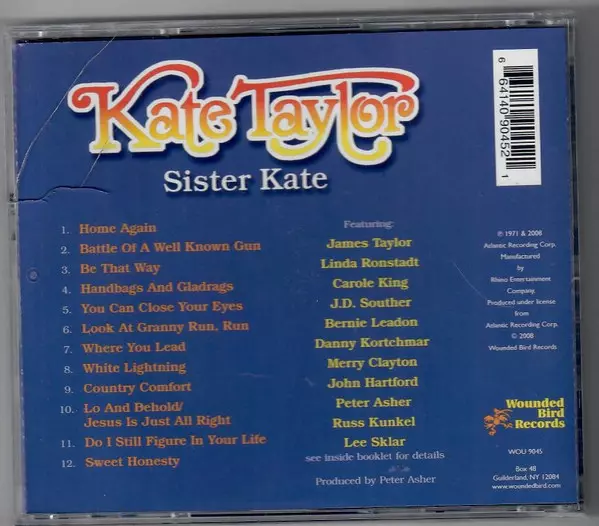 Kate Taylor
Sister Kate
1. Home Again
2. Battle Of A Well Known Gun
3. Be That Way
4. Handbags And Gladrags
5. You Can Close Your Eyes
6. Look At Granny Run, Run
7. Where You Lead
8. White Lightning
9. Country Comfort
10. Lo And Behold/
Jesus Is Just All Right
11. Do I Still Figure In Your Life
12. Sweet Honesty
Featuring:
James Taylor
Linda Ronstadt
Carole King
J.D. Souther
Bernie Leadon
Danny Kortchmar
Merry Clayton
John Hartford
Peter Asher
Russ Kunkel
Lee Sklar
see inside booklet for details
Produced by Peter Asher
6 64140 90452 1
℗ 1971 & 2008
Atlantic Recording Corp.
Manufactured
by
Rhino Entertainment
Company.
Produced under license
from
Atlantic Recording Corp.
© 2008
Wounded Bird Records
Wounded
Bird
Records
WOU 9045
Box 48
Guilderland, NY 12084
www.woundedbird.com